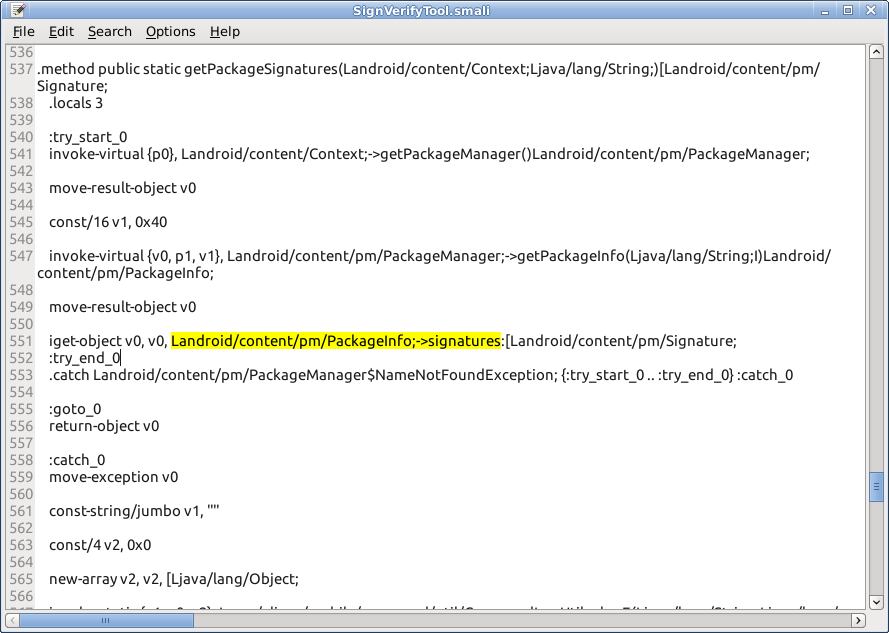 SignVerifyTool.smali
File Edit Search Options Help
536
537 .method public static getPackageSignatures(Landroid/content/Context;Ljava/lang/String;)[Landroid/content/pm/
Signature;
538 .locals 3
539
540 :try_start_0
541 invoke-virtual {p0}, Landroid/content/Context;->getPackageManager()Landroid/content/pm/PackageManager;
542
543 move-result-object v0
544
545 const/16 v1, 0x40
546
547 invoke-virtual {v0, p1, v1}, Landroid/content/pm/PackageManager;->getPackageInfo(Ljava/lang/String;I)Landroid/
content/pm/PackageInfo;
548
549 move-result-object v0
550
551 iget-object v0, v0, Landroid/content/pm/PackageInfo;->signatures:[Landroid/content/pm/Signature;
552 :try_end_0
553 .catch Landroid/content/pm/PackageManager$NameNotFoundException; {:try_start_0 .. :try_end_0} :catch_0
554
555 :goto_0
556 return-object v0
557
558 :catch_0
559 move-exception v0
560
561 const-string/jumbo v1, ""
562
563 const/4 v2, 0x0
564
565 new-array v2, v2, [Ljava/lang/Object;
566